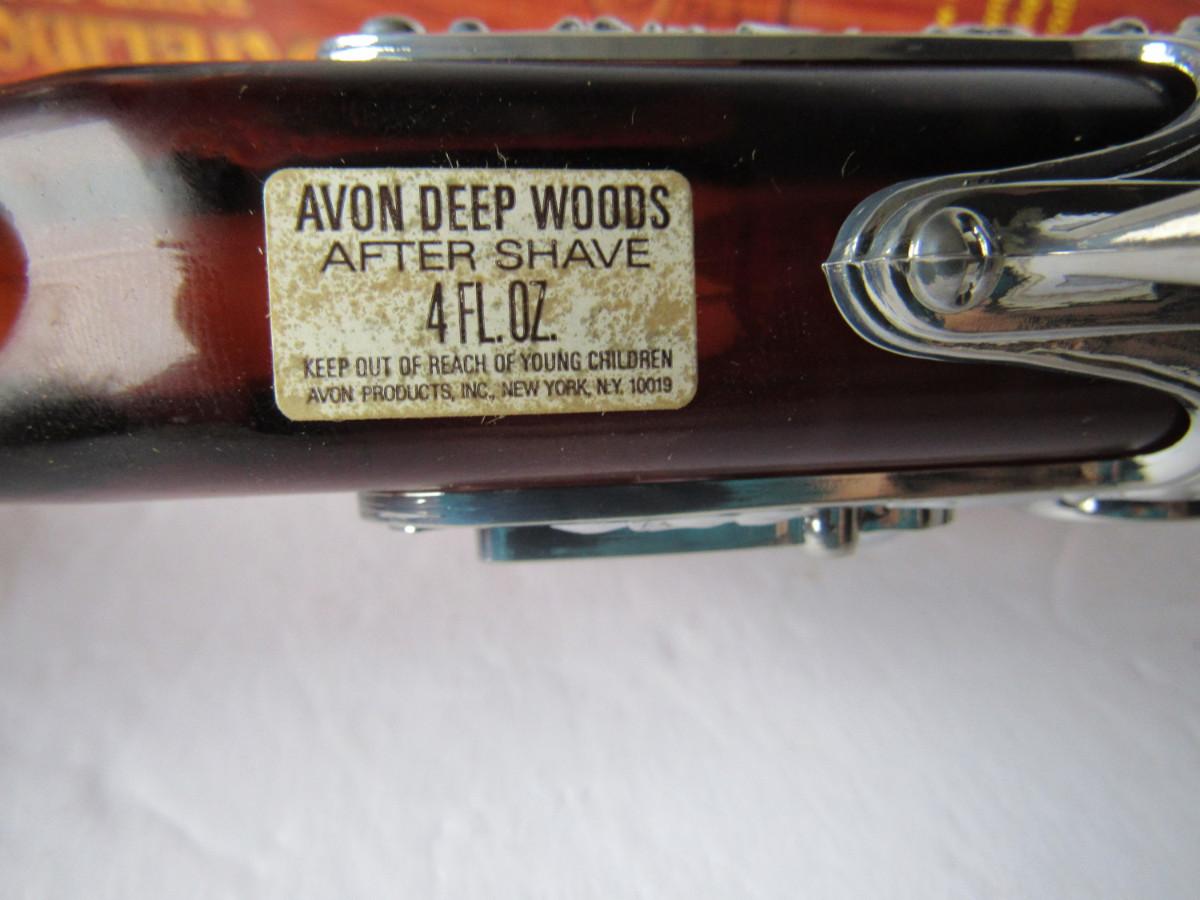 AVON DEEP WOODS
AFTER SHAVE
4 FL. OZ.
KEEP OUT OF REACH OF YOUNG CHILDREN
AVON PRODUCTS, INC., NEW YORK, N.Y. 10019